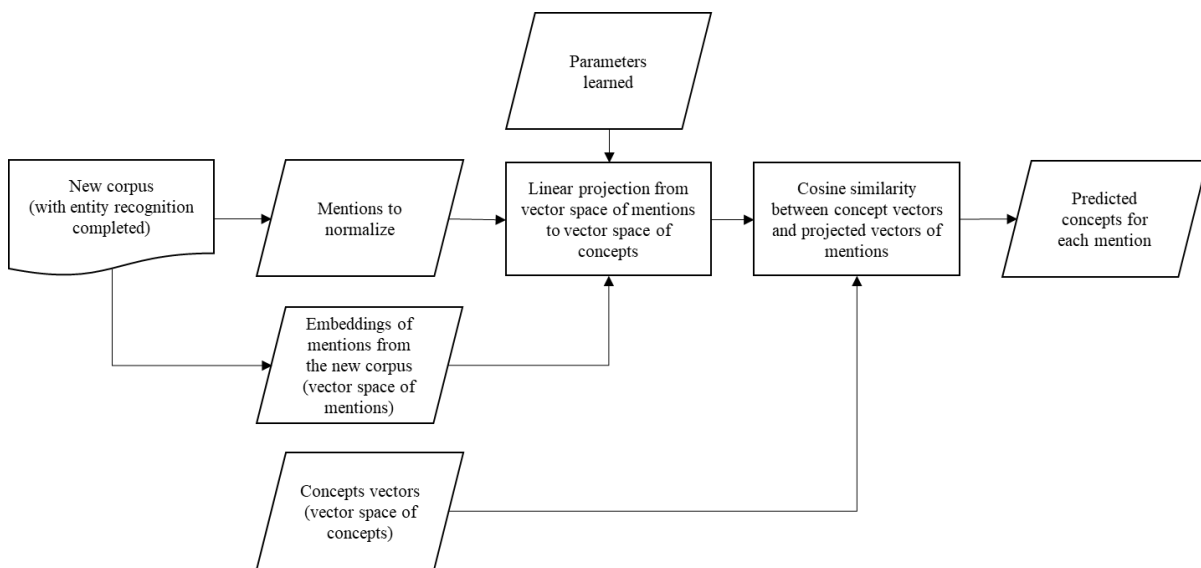 Parameters
learned
New corpus
(with entity recognition
completed)
Mentions to
normalize
Linear projection from
vector space of mentions
to vector space of
concepts
Cosine similarity
between concept vectors
and projected vectors of
mentions
Predicted
concepts for
each mention
Embeddings of
mentions from
the new corpus
(vector space of
mentions)
Concepts vectors
(vector space of
concepts)